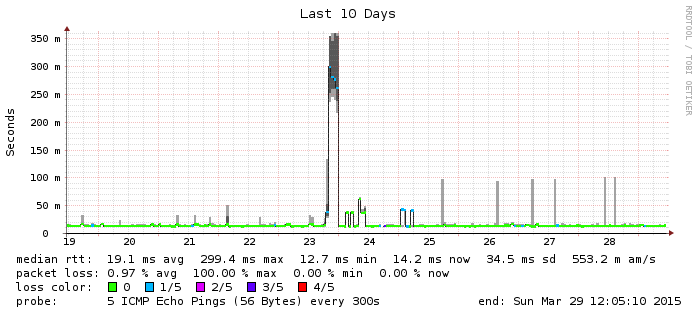 Last 10 Days
RRDTOOL / TOBI OETIKER
Seconds
350 m
300 m
250 m
200 m
150 m
100 m
50 m
0
19 20 21 22 23 24 25 26 27 28
median rtt: 19.1 ms avg 299.4 ms max 12.7 ms min 14.2 ms now 34.5 ms sd 553.2 m am/s
packet loss: 0.97 % avg 100.00 % max 0.00 % min 0.00 % now
loss color: 0 1/5 2/5 3/5 4/5
probe: 5 ICMP Echo Pings (56 Bytes) every 300s end: Sun Mar 29 12:05:10 2015